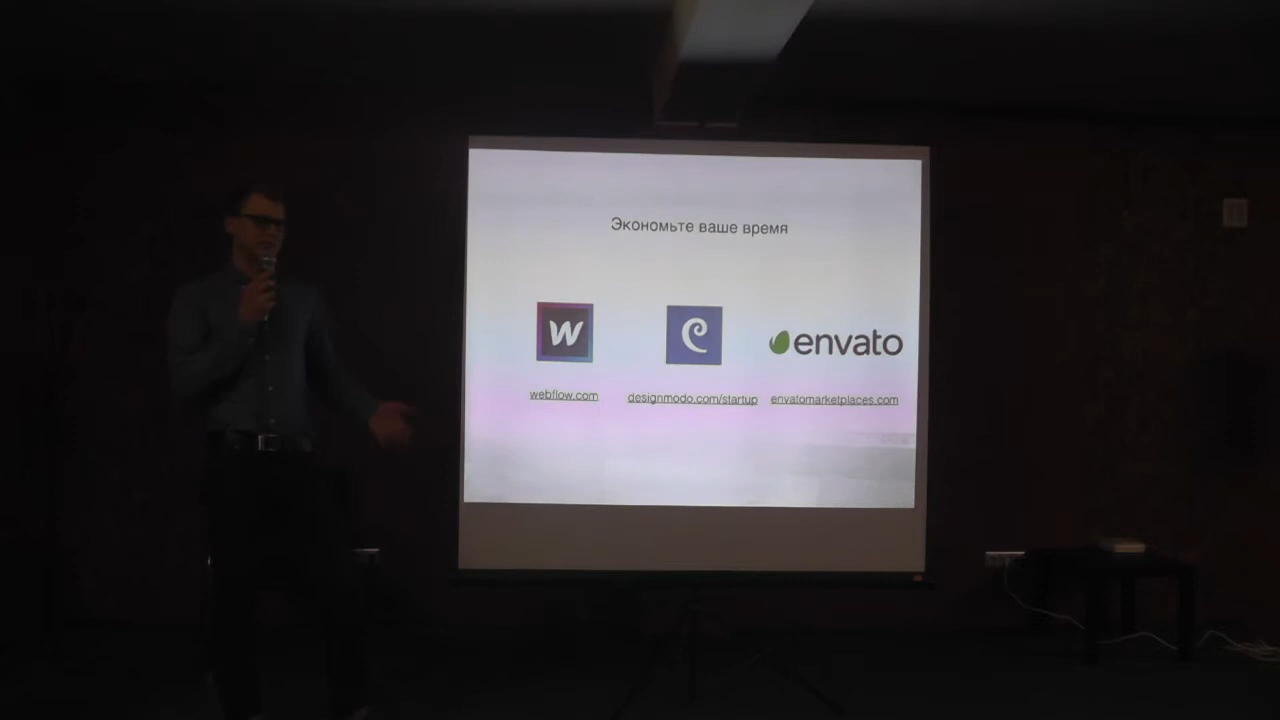 Экономьте ваше время
w
envato
webflow.com designmodo.com/startup envatomarketplaces.com